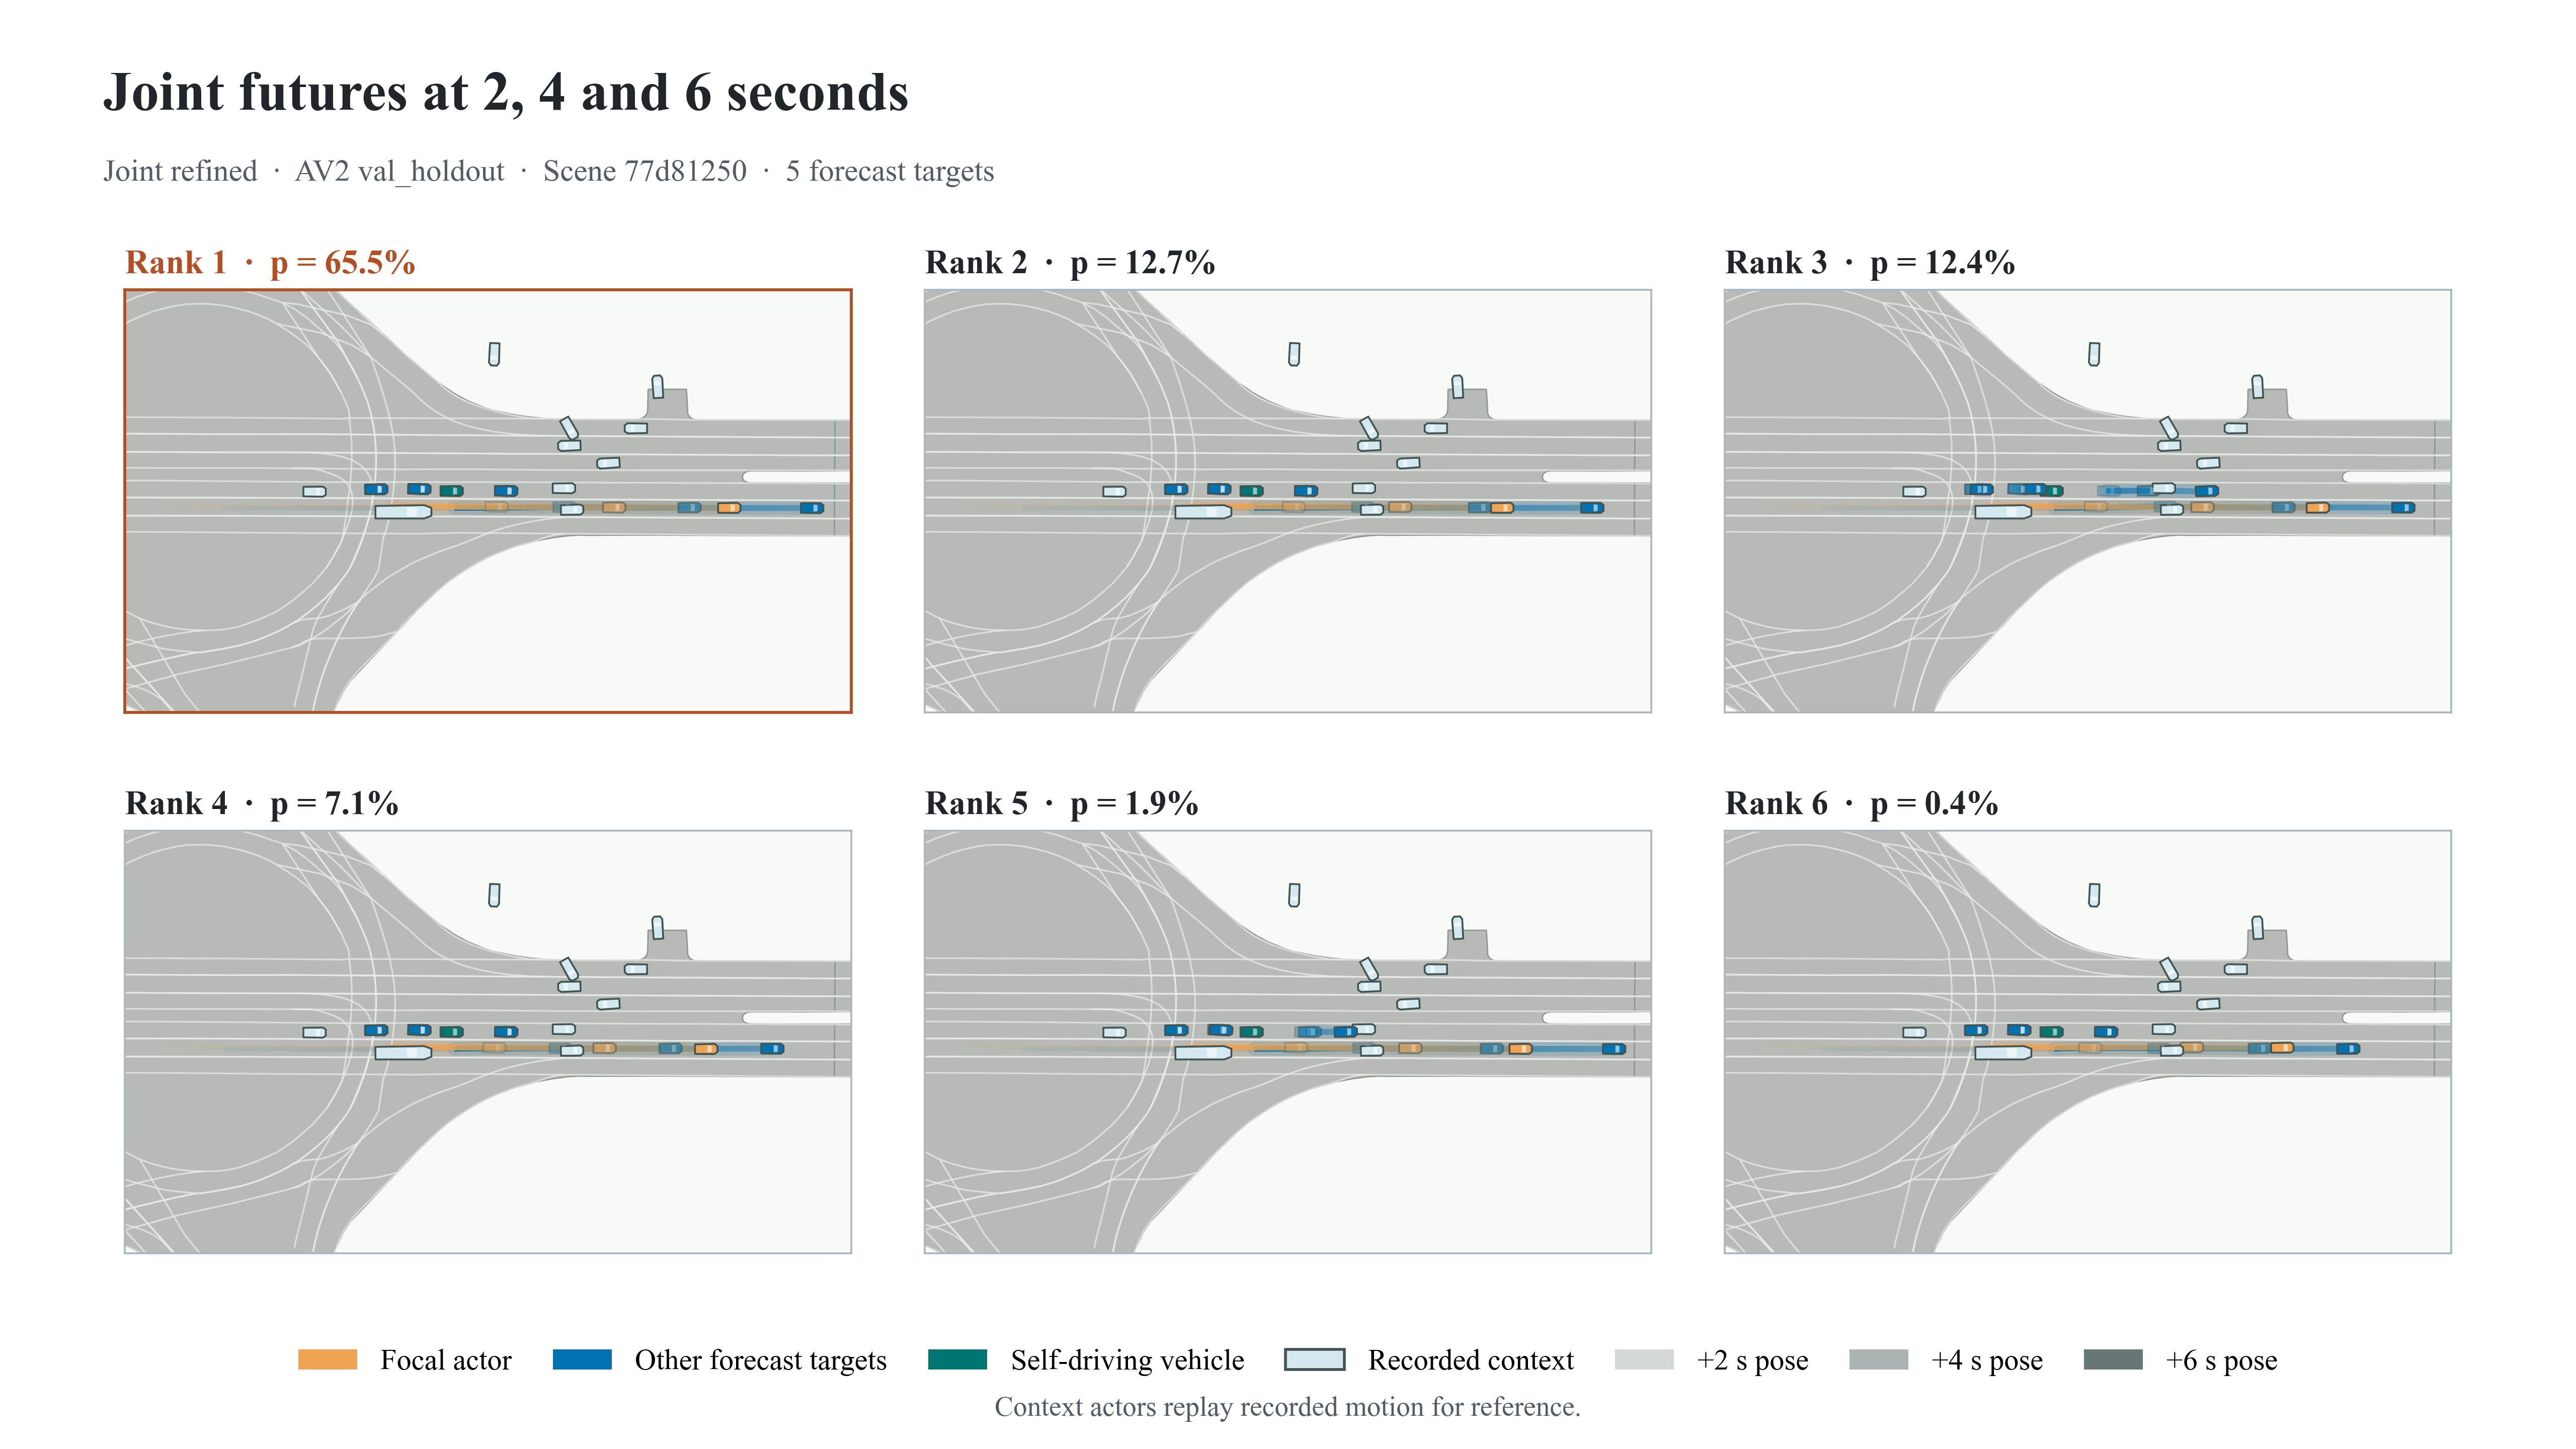 Joint futures at 2, 4 and 6 seconds
Joint refined · AV2 val_holdout · Scene 77d81250 · 5 forecast targets
Rank 1 · p = 65.5%
Rank 2 · p = 12.7%
Rank 3 · p = 12.4%
Rank 4 · p = 7.1%
Rank 5 · p = 1.9%
Rank 6 · p = 0.4%
Focal actor
Other forecast targets
Self-driving vehicle
Recorded context
+2 s pose
+4 s pose
+6 s pose
Context actors replay recorded motion for reference.